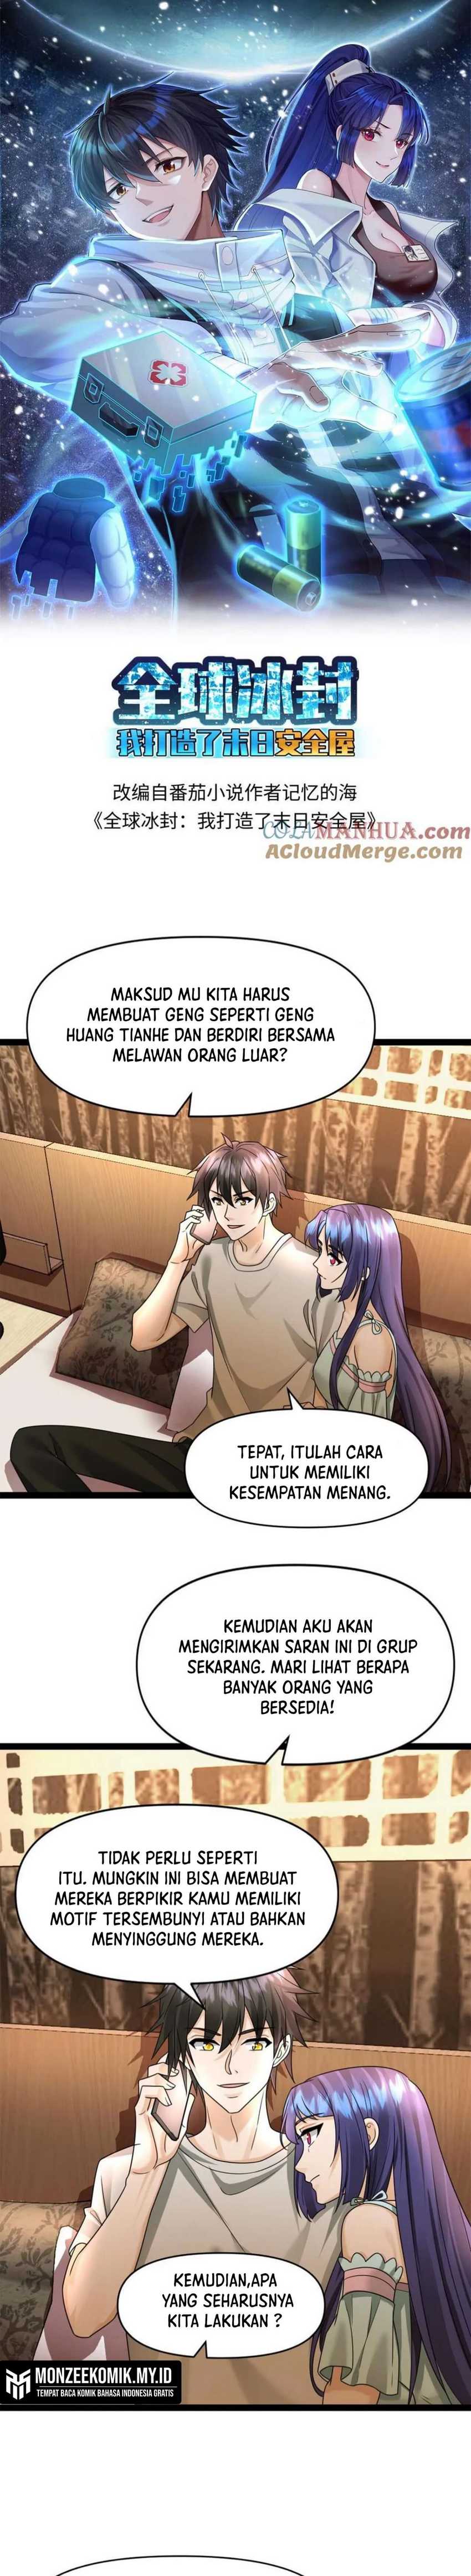 全球冰封
我打造了末日安全屋
改编自番茄小说作者记忆的海
《全球冰封：我打造了末日安全屋》
COLAMANHUA.com
ACloudMerge.com
MAKSUD MU KITA HARUS
MEMBUAT GENG SEPERTI GENG
HUANG TIANHE DAN BERDIRI BERSAMA
MELAWAN ORANG LUAR?
TEPAT, ITULAH CARA
UNTUK MEMILIKI
KESEMPATAN MENANG.
KEMUDIAN AKU AKAN
MENGIRIMKAN SARAN INI DI GRUP
SEKARANG. MARI LIHAT BERAPA
BANYAK ORANG YANG
BERSEDIA!
TIDAK PERLU SEPERTI
ITU. MUNGKIN INI BISA MEMBUAT
MEREKA BERPIKIR KAMU MEMILIKI
MOTIF TERSEMBUNYI ATAU BAHKAN
MENYINGGUNG MEREKA.
KEMUDIAN,APA
YANG SEHARUSNYA
KITA LAKUKAN ?
MONZEEKOMIK.MY.ID
TEMPAT BACA KOMIK BAHASA INDONESIA GRATIS